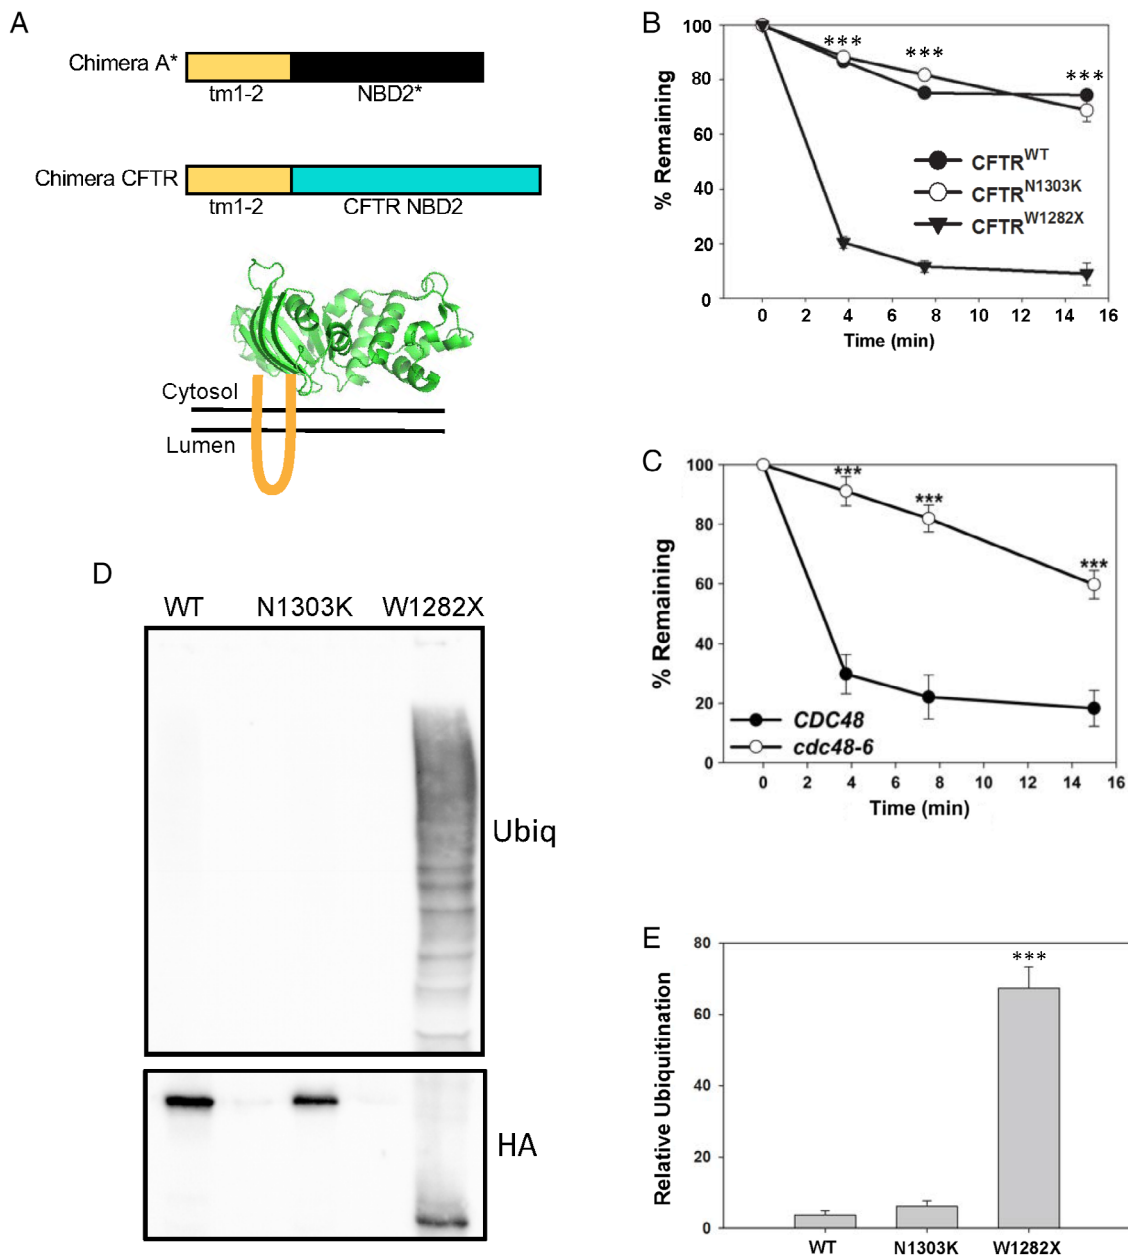 A
Chimera A*
tm1-2
NBD2*
Chimera CFTR
tm1-2
CFTR NBD2
Cytosol
Lumen
B
% Remaining
100
80
60
40
20
0
***
***
***
CFTR^WT
CFTR^N1303K
CFTR^W1282X
0 2 4 6 8 10 12 14 16
Time (min)
C
% Remaining
100
80
60
40
20
0
***
***
***
CDC48
cdc48-6
0 2 4 6 8 10 12 14 16
Time (min)
D
WT N1303K W1282X
Ubiq
HA
E
Relative Ubiquitination
80
60
40
20
0
***
WT N1303K W1282X